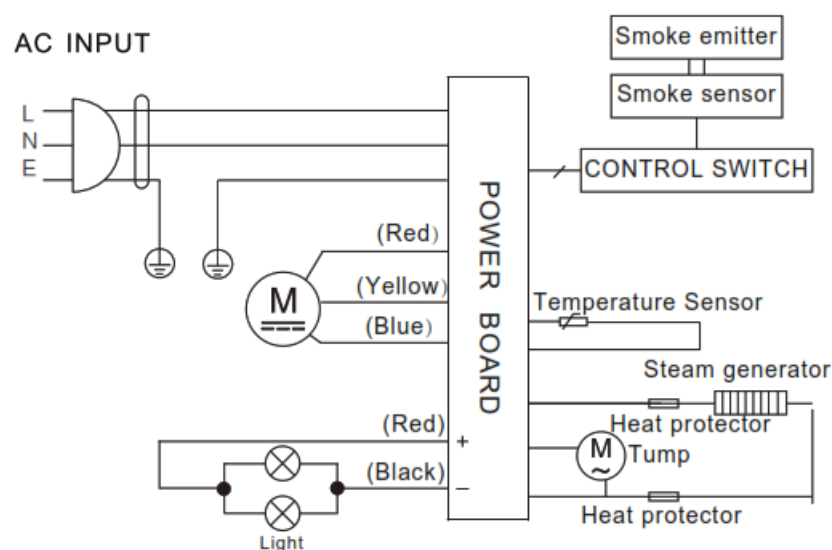 AC INPUT
L
N
E
Smoke emitter
Smoke sensor
CONTROL SWITCH
POWER BOARD
(Red)
(Yellow)
(Blue)
M
Temperature Sensor
Steam generator
Heat protector
M
~
Tump
Heat protector
(Red)
+
(Black)
−
Light